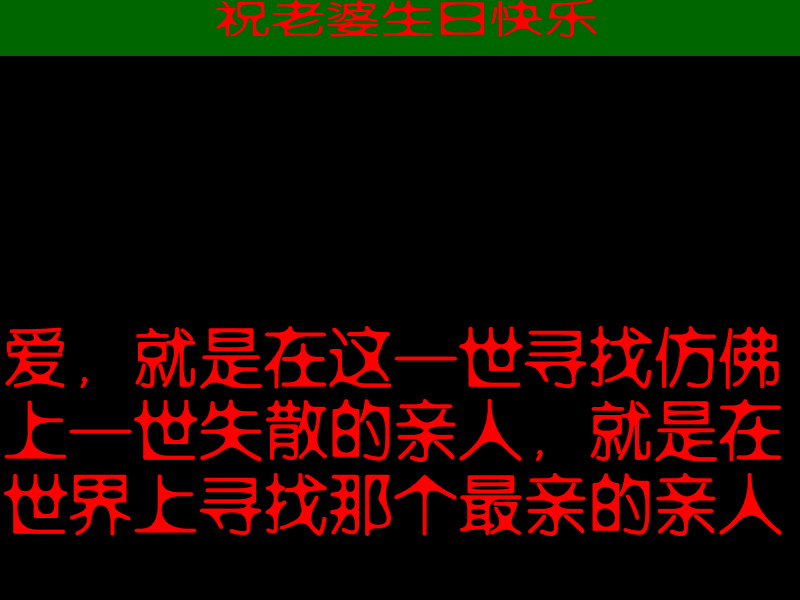 祝老婆生日快乐
爱，就是在这一世寻找仿佛
上一世失散的亲人，就是在
世界上寻找那个最亲的亲人